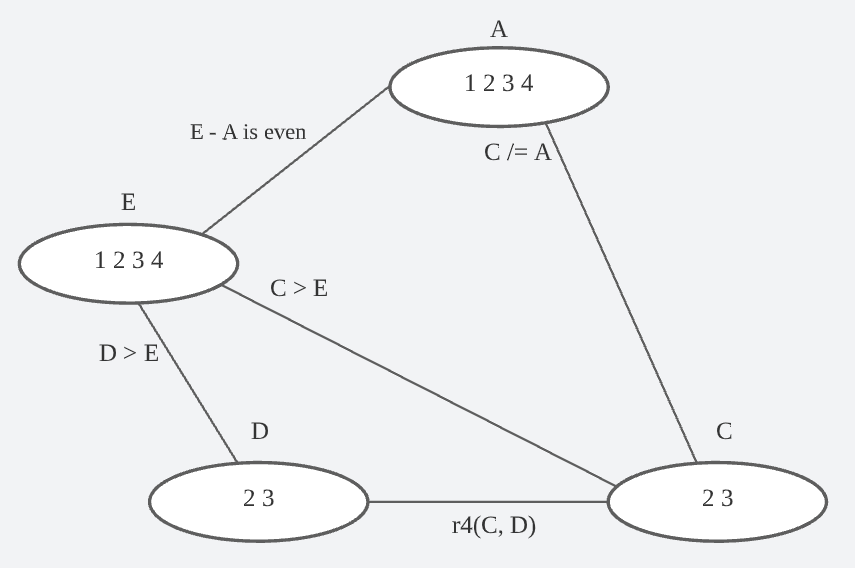 A
1 2 3 4
E - A is even
C /= A
E
1 2 3 4
C > E
D > E
D
C
2 3
2 3
r4(C, D)